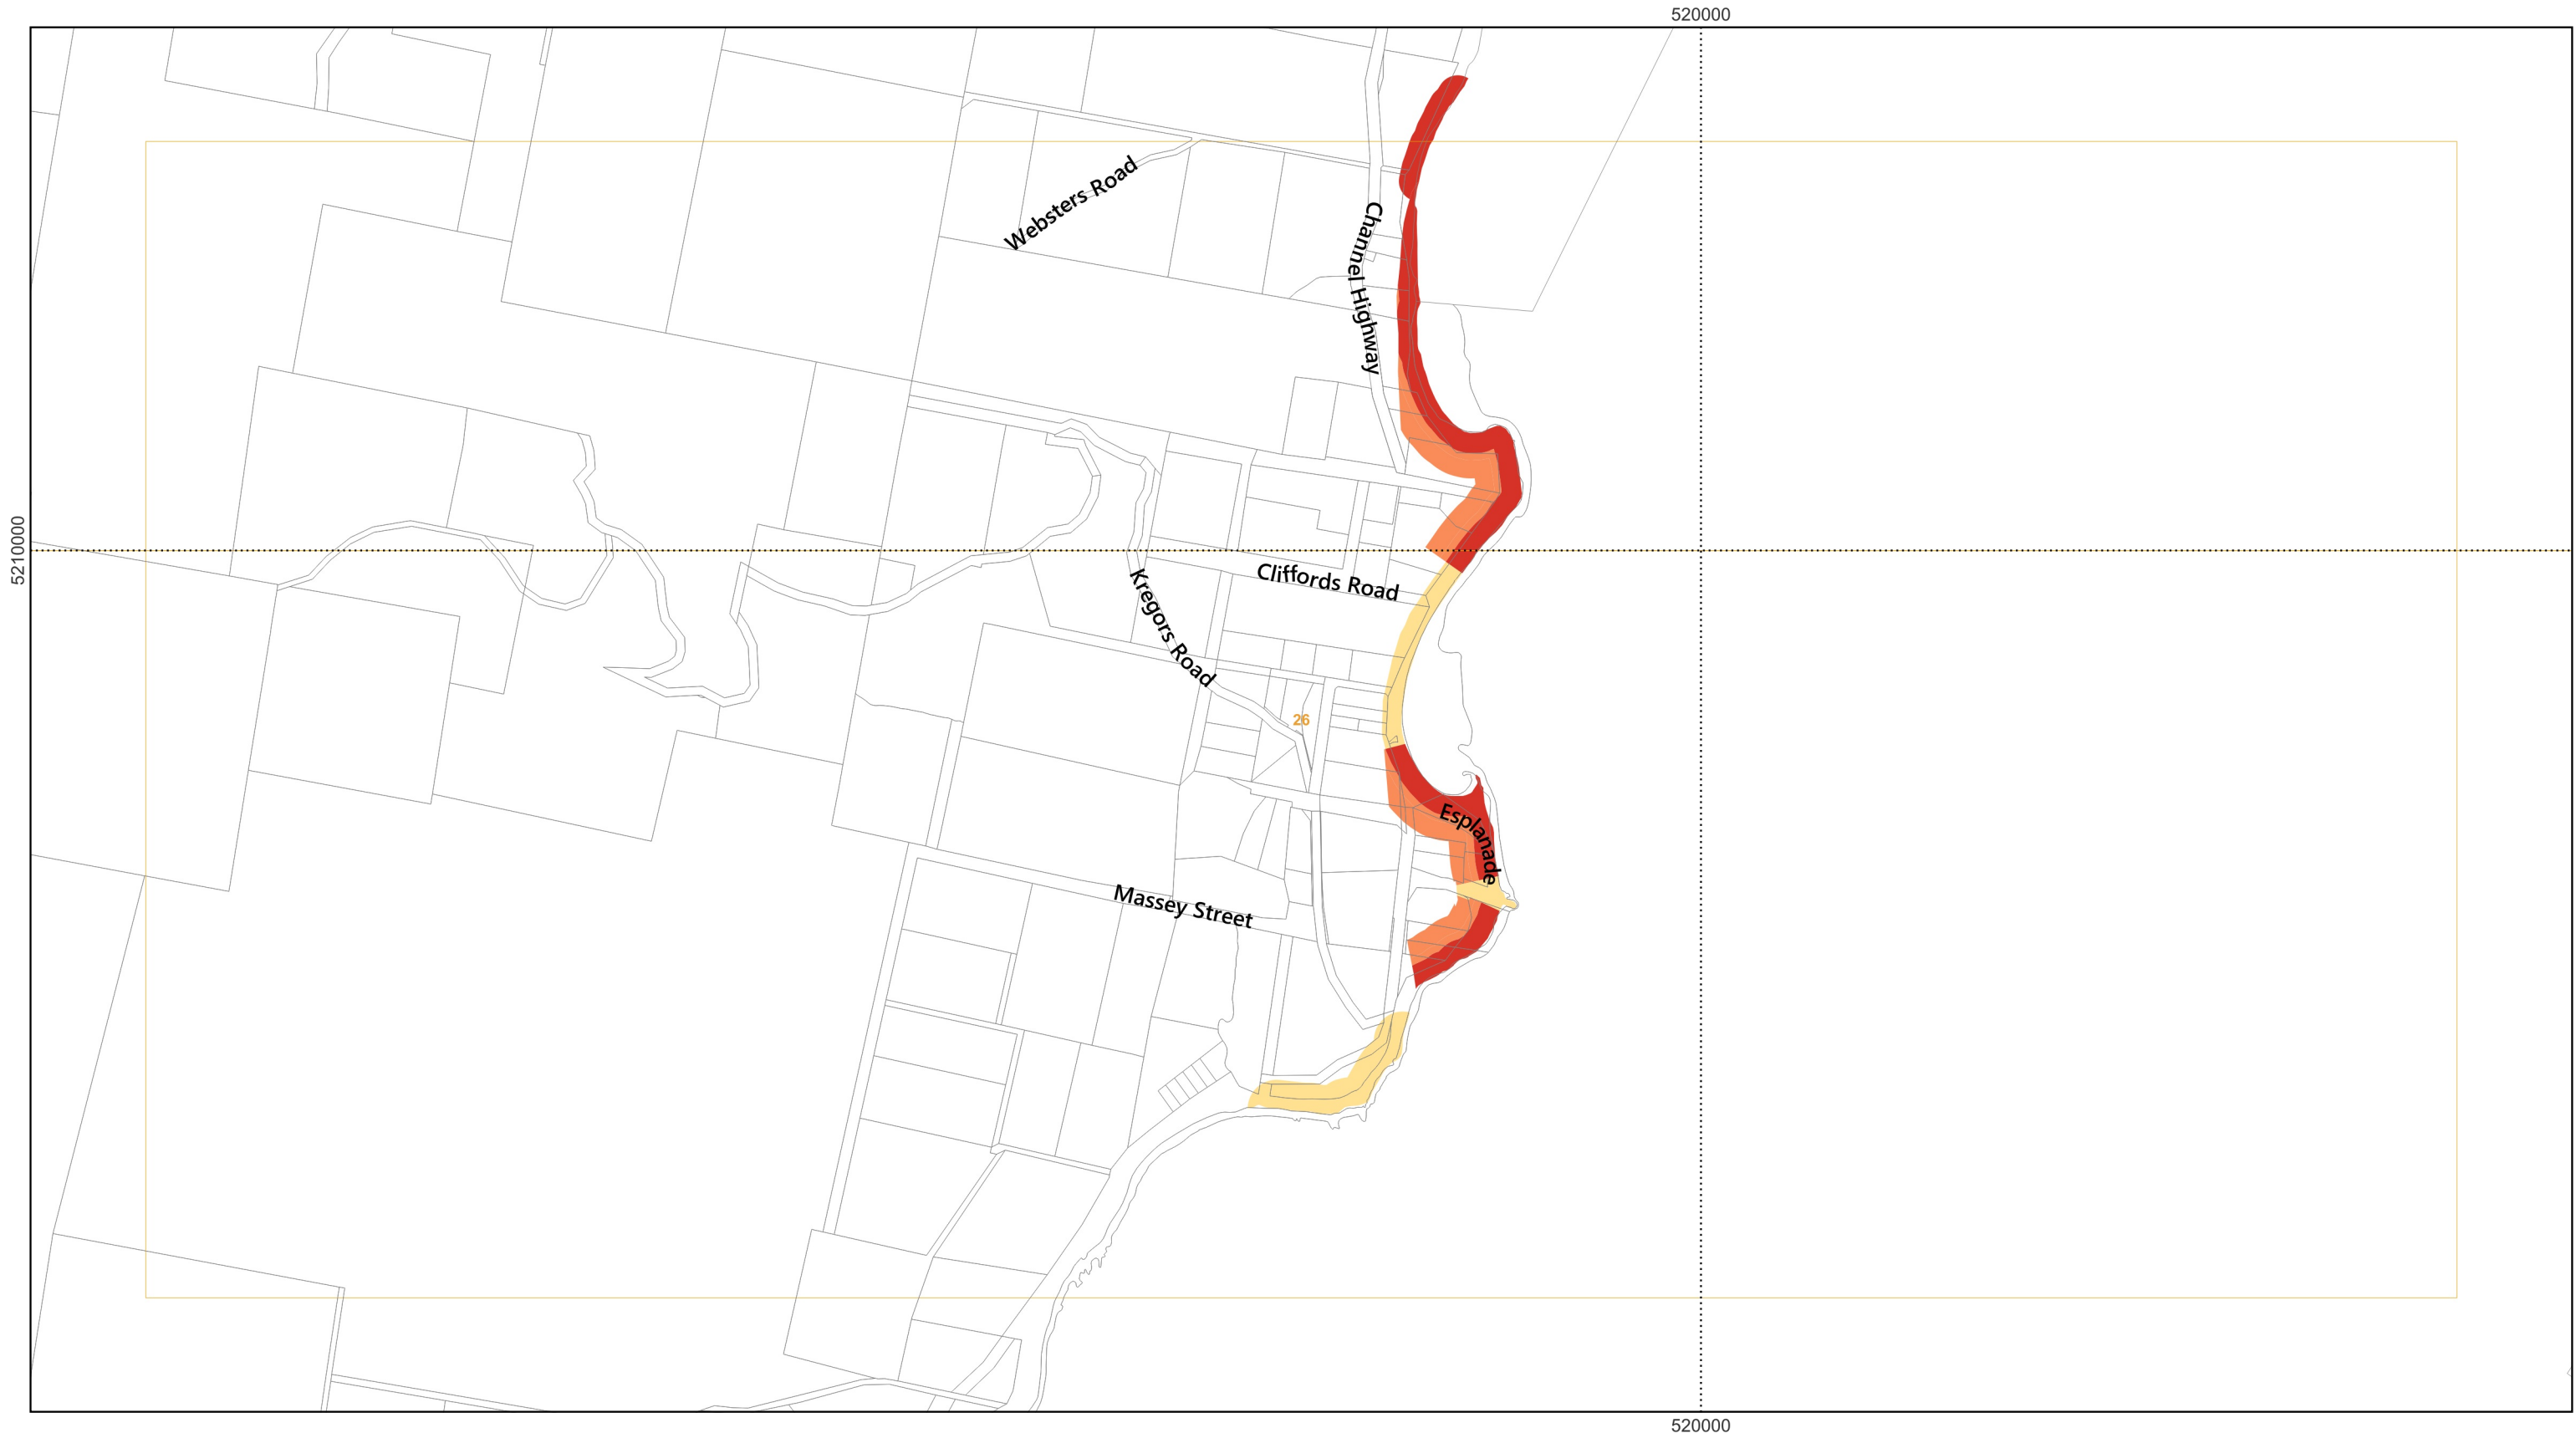 520000
Websters Road
Channel Highway
5210000
Cliffords Road
Kregors Road
26
Esplanade
Massey Street
520000